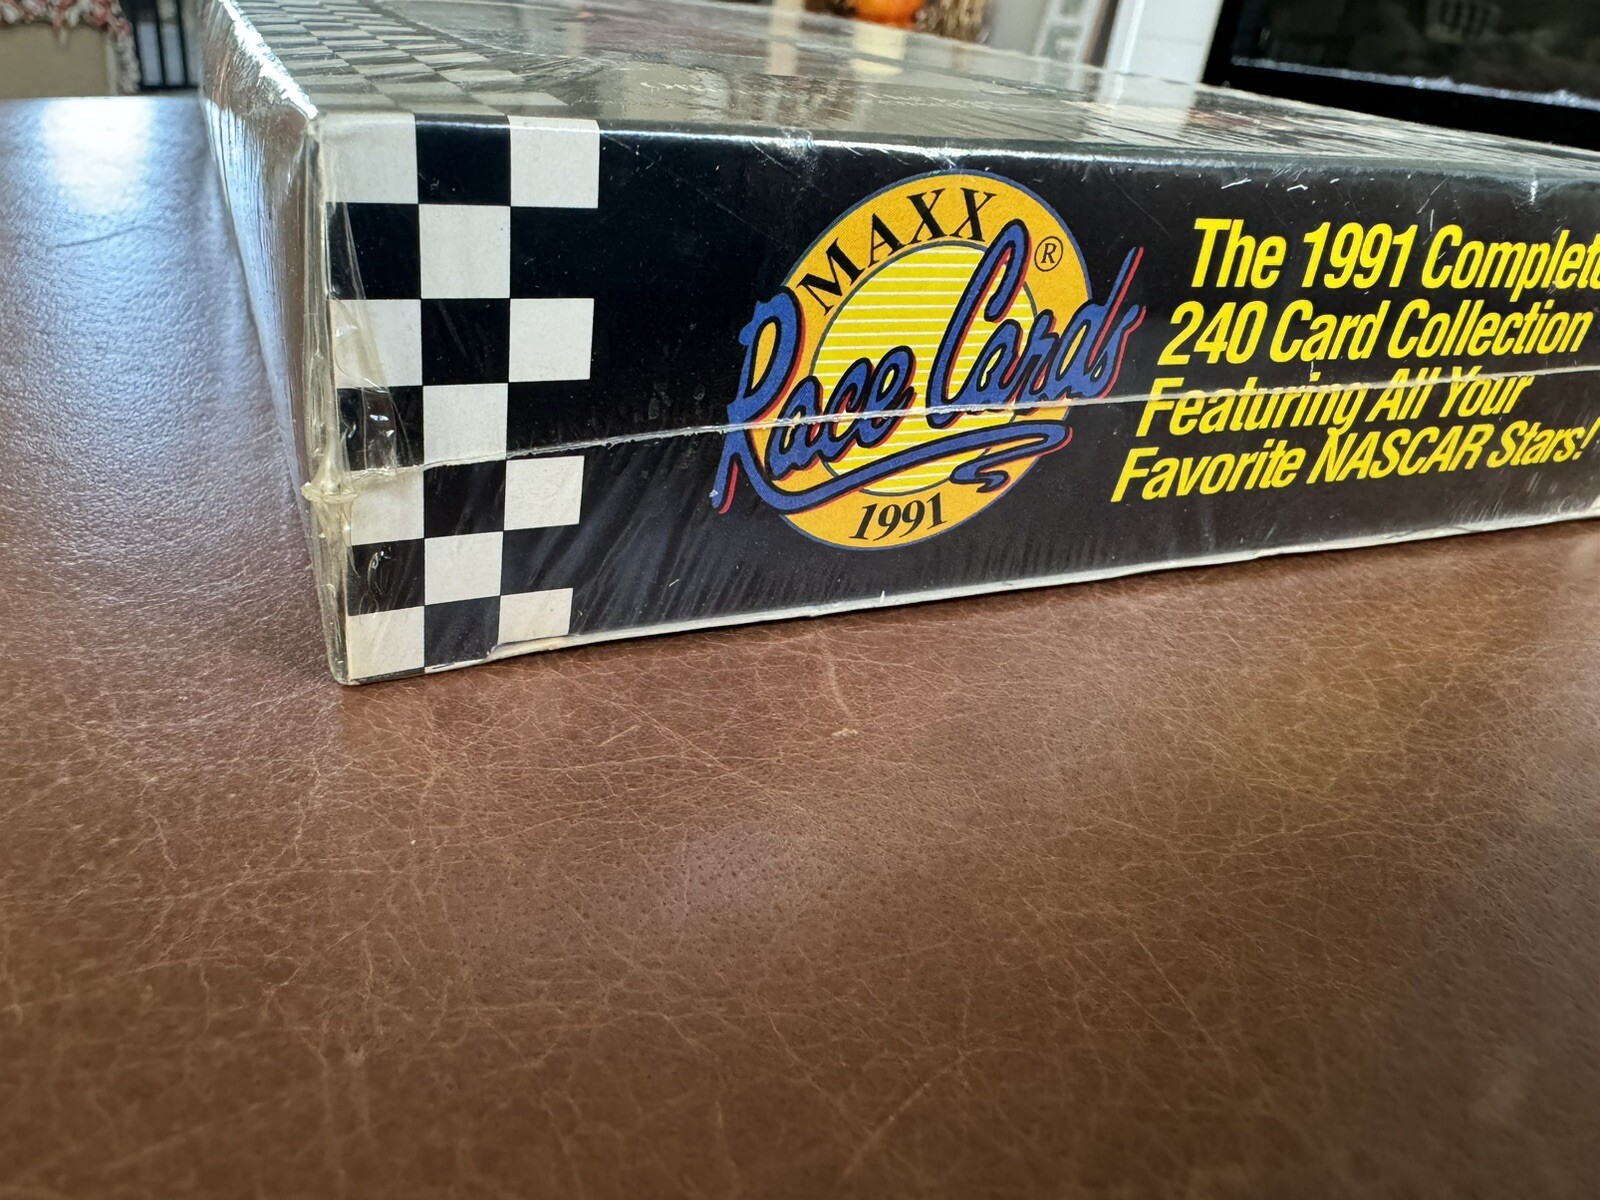 MAXX
®
Race Cards
1991
The 1991 Complete
240 Card Collection
Featuring All Your
Favorite NASCAR Stars!